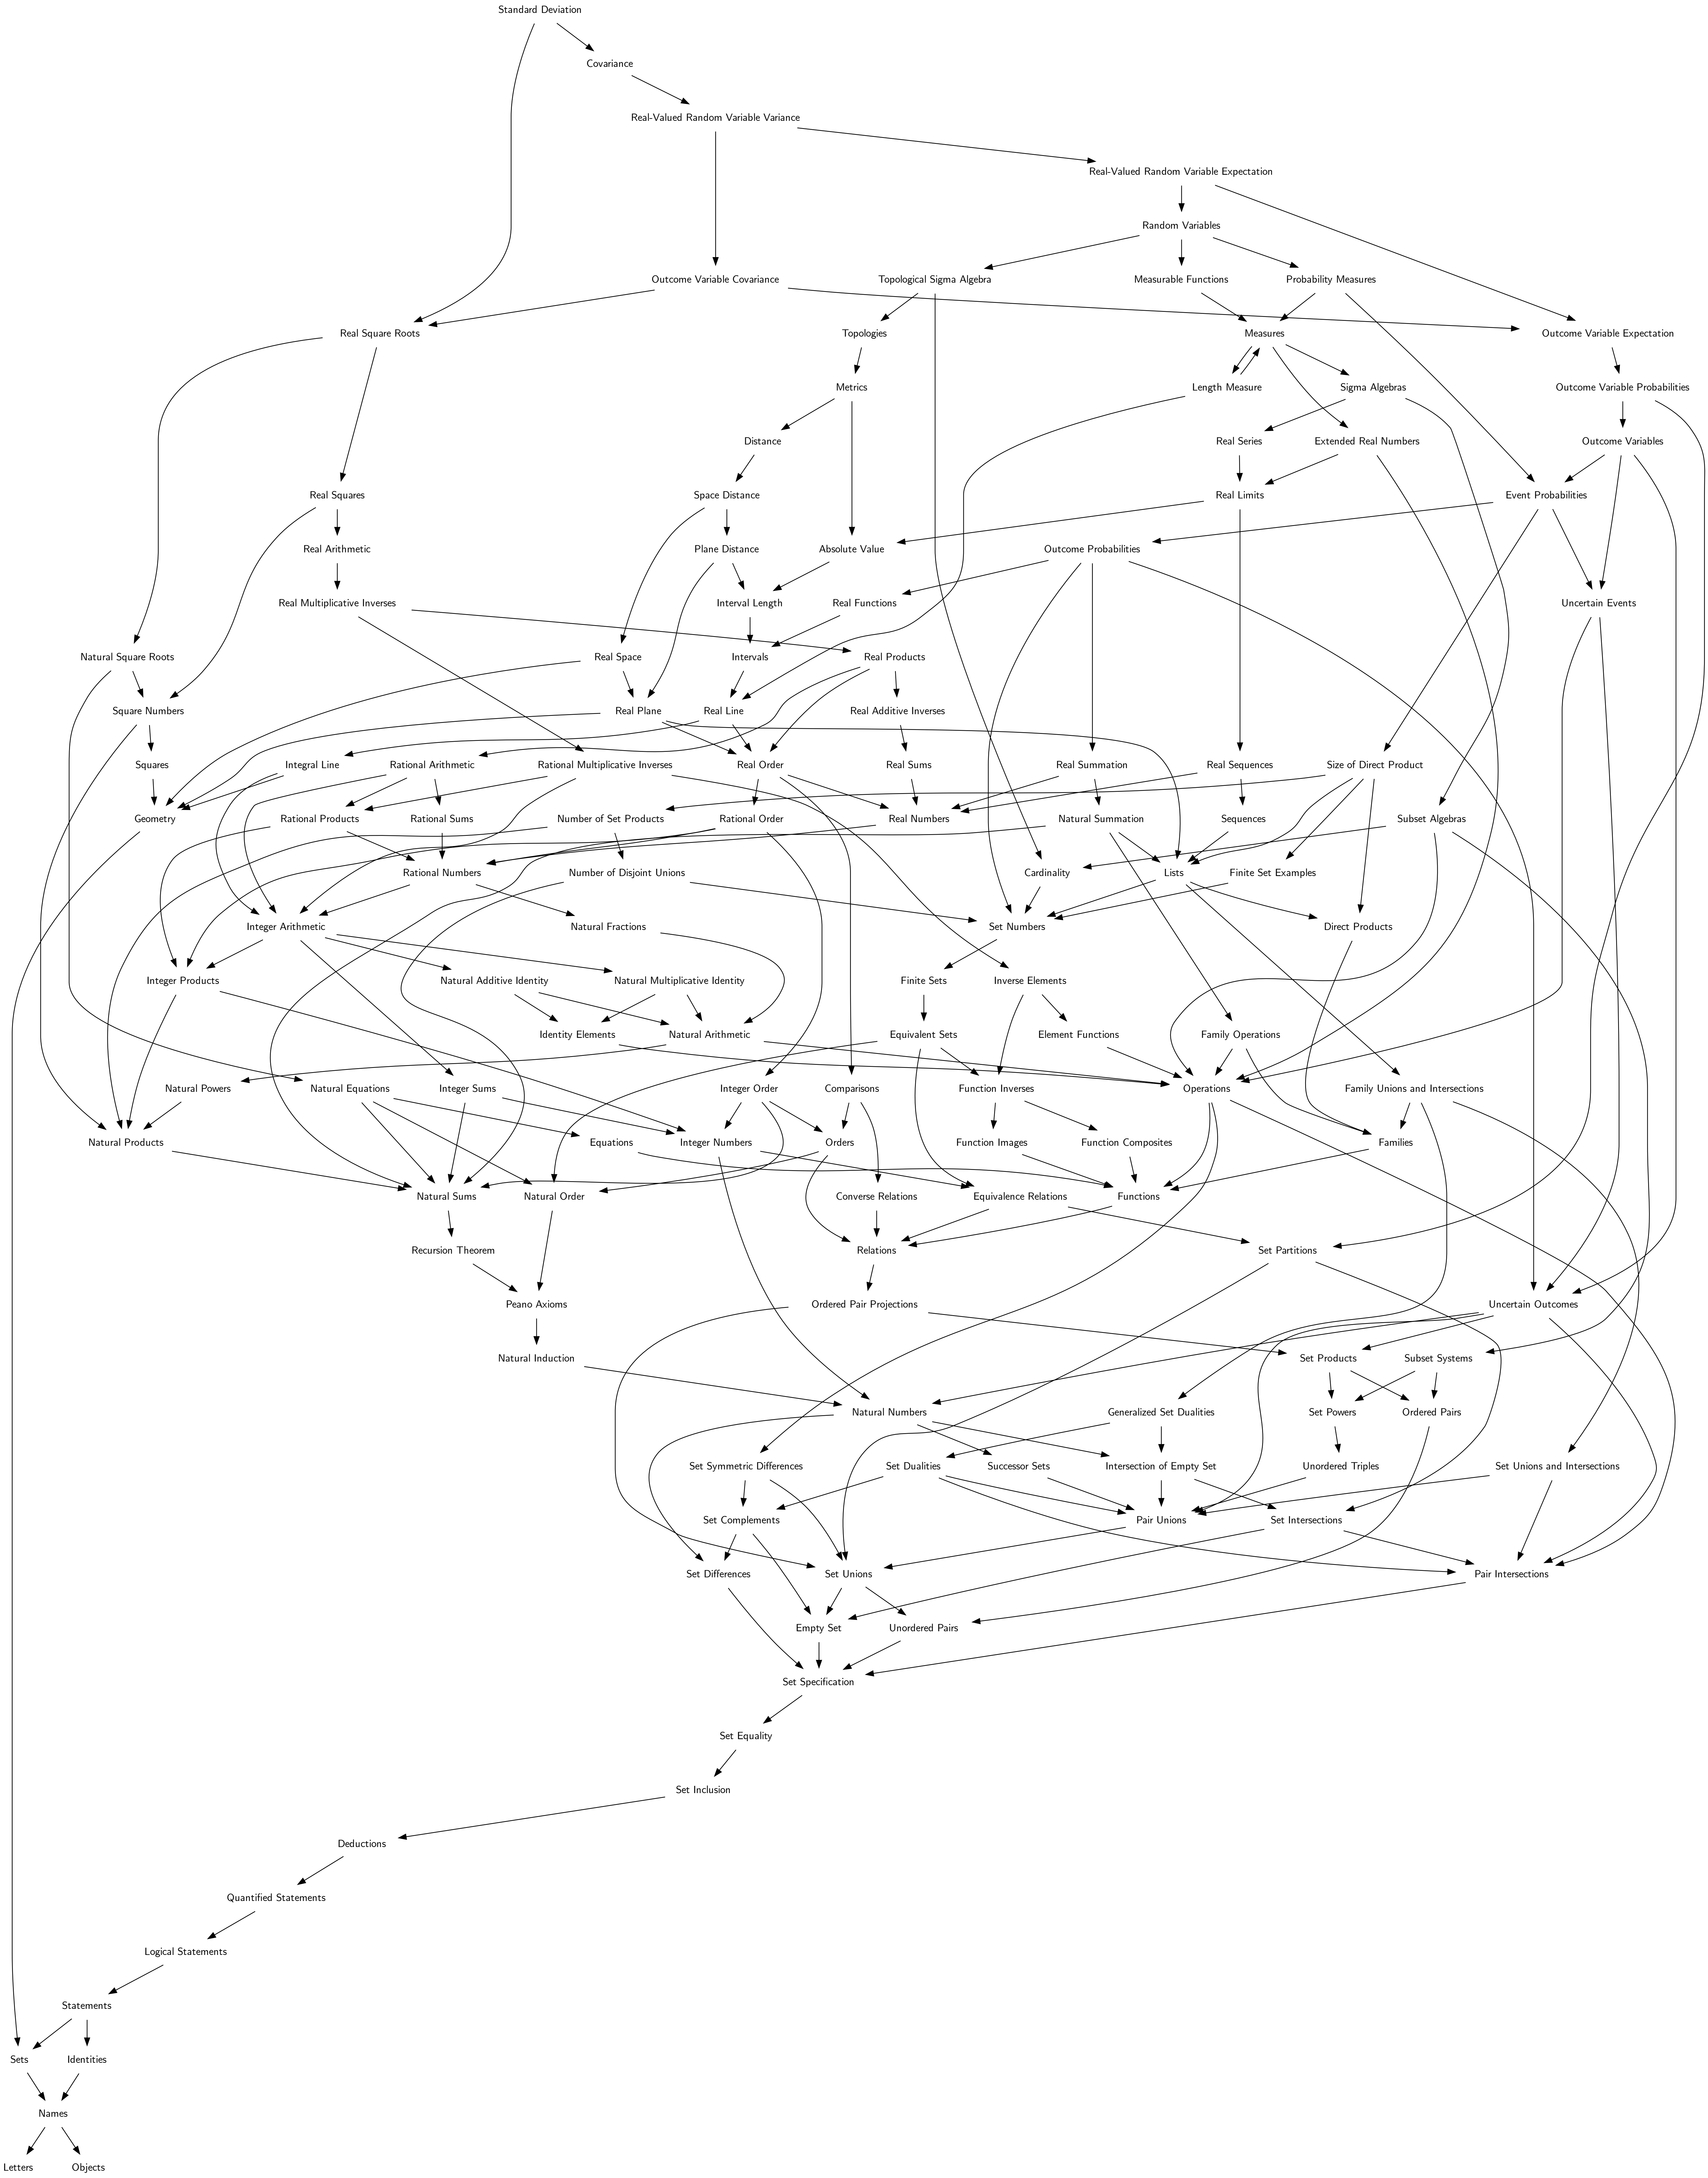 Standard Deviation
Covariance
Real-Valued Random Variable Variance
Real-Valued Random Variable Expectation
Random Variables
Outcome Variable Covariance
Topological Sigma Algebra
Measurable Functions
Probability Measures
Real Square Roots
Topologies
Measures
Outcome Variable Expectation
Metrics
Length Measure
Sigma Algebras
Outcome Variable Probabilities
Distance
Real Series
Extended Real Numbers
Outcome Variables
Real Squares
Space Distance
Real Limits
Event Probabilities
Real Arithmetic
Plane Distance
Absolute Value
Outcome Probabilities
Real Multiplicative Inverses
Interval Length
Real Functions
Uncertain Events
Natural Square Roots
Real Space
Intervals
Real Products
Square Numbers
Real Plane
Real Line
Real Additive Inverses
Squares
Integral Line
Rational Arithmetic
Rational Multiplicative Inverses
Real Order
Real Sums
Real Summation
Real Sequences
Size of Direct Product
Geometry
Rational Products
Rational Sums
Number of Set Products
Rational Order
Real Numbers
Natural Summation
Sequences
Subset Algebras
Rational Numbers
Number of Disjoint Unions
Cardinality
Lists
Finite Set Examples
Integer Arithmetic
Natural Fractions
Set Numbers
Direct Products
Integer Products
Natural Additive Identity
Natural Multiplicative Identity
Finite Sets
Inverse Elements
Identity Elements
Natural Arithmetic
Equivalent Sets
Element Functions
Family Operations
Natural Powers
Natural Equations
Integer Sums
Integer Order
Comparisons
Function Inverses
Operations
Family Unions and Intersections
Natural Products
Equations
Integer Numbers
Orders
Function Images
Function Composites
Families
Natural Sums
Natural Order
Converse Relations
Equivalence Relations
Functions
Recursion Theorem
Relations
Set Partitions
Peano Axioms
Ordered Pair Projections
Uncertain Outcomes
Natural Induction
Set Products
Subset Systems
Natural Numbers
Generalized Set Dualities
Set Powers
Ordered Pairs
Set Symmetric Differences
Set Dualities
Successor Sets
Intersection of Empty Set
Unordered Triples
Set Unions and Intersections
Set Complements
Pair Unions
Set Intersections
Set Differences
Set Unions
Pair Intersections
Empty Set
Unordered Pairs
Set Specification
Set Equality
Set Inclusion
Deductions
Quantified Statements
Logical Statements
Statements
Sets
Identities
Names
Letters
Objects